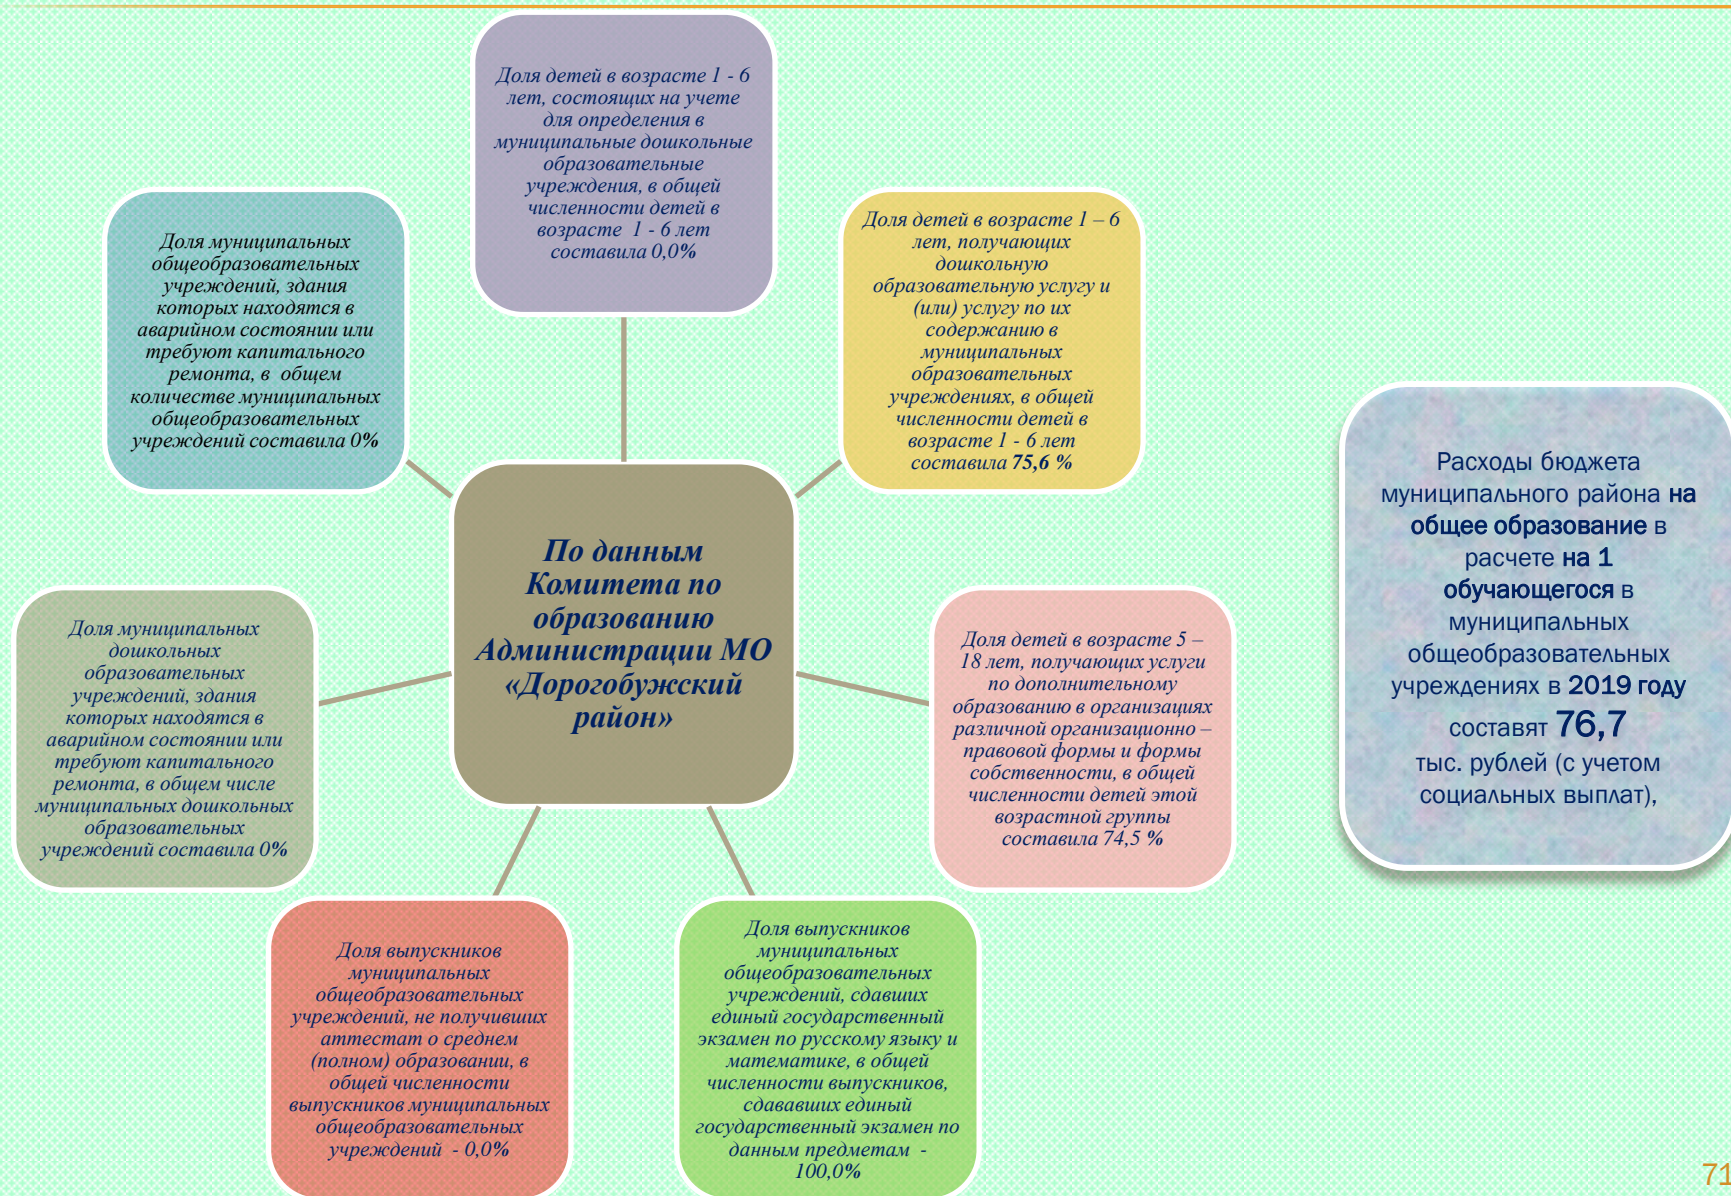 Доля детей в возрасте 1 - 6
лет, состоящих на учете
для определения в
муниципальные дошкольные
образовательные
учреждения, в общей
численности детей в
возрасте 1 - 6 лет
составила 0,0%
Доля детей в возрасте 1 – 6
лет, получающих
дошкольную
образовательную услугу и
(или) услугу по их
содержанию в
муниципальных
образовательных
учреждениях, в общей
численности детей в
возрасте 1 - 6 лет
составила 75,6 %
Доля детей в возрасте 5 –
18 лет, получающих услуги
по дополнительному
образованию в организациях
различной организационно –
правовой формы и формы
собственности, в общей
численности детей этой
возрастной группы
составила 74,5 %
Доля выпускников
муниципальных
общеобразовательных
учреждений, сдавших
единый государственный
экзамен по русскому языку и
математике, в общей
численности выпускников,
сдававших единый
государственный экзамен по
данным предметам -
100,0%
Доля выпускников
муниципальных
общеобразовательных
учреждений, не получивших
аттестат о среднем
(полном) образовании, в
общей численности
выпускников муниципальных
общеобразовательных
учреждений - 0,0%
Доля муниципальных
дошкольных
образовательных
учреждений, здания
которых находятся в
аварийном состоянии или
требуют капитального
ремонта, в общем числе
муниципальных дошкольных
образовательных
учреждений составила 0%
Доля муниципальных
общеобразовательных
учреждений, здания
которых находятся в
аварийном состоянии или
требуют капитального
ремонта, в общем
количестве муниципальных
общеобразовательных
учреждений составила 0%
По данным
Комитета по
образованию
Администрации МО
«Дорогобужский
район»
Расходы бюджета
муниципального района на
общее образование в
расчете на 1
обучающегося в
муниципальных
общеобразовательных
учреждениях в 2019 году
составят 76,7
тыс. рублей (с учетом
социальных выплат),
71